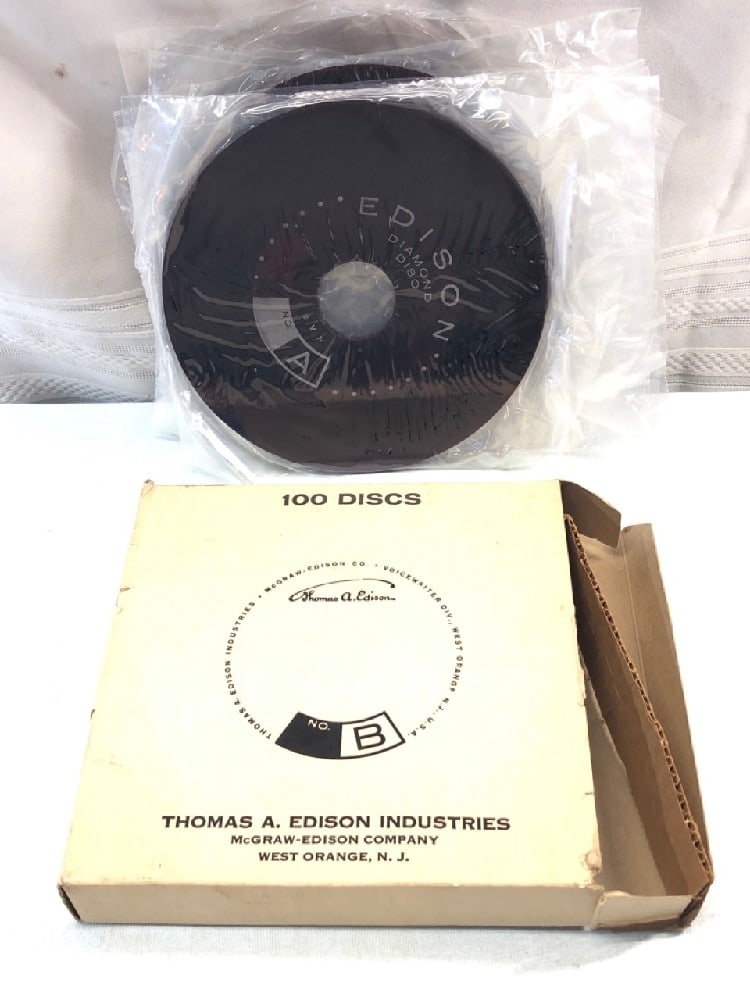 EDISON
DIAMOND
DISC
NO.
A
100 DISCS
THOMAS A. EDISON INDUSTRIES • McGRAW-EDISON CO. • VOICEWRITER DIV., WEST ORANGE, N.J., U.S.A.
Thomas A. Edison
NO.
B
THOMAS A. EDISON INDUSTRIES
McGRAW-EDISON COMPANY
WEST ORANGE, N. J.